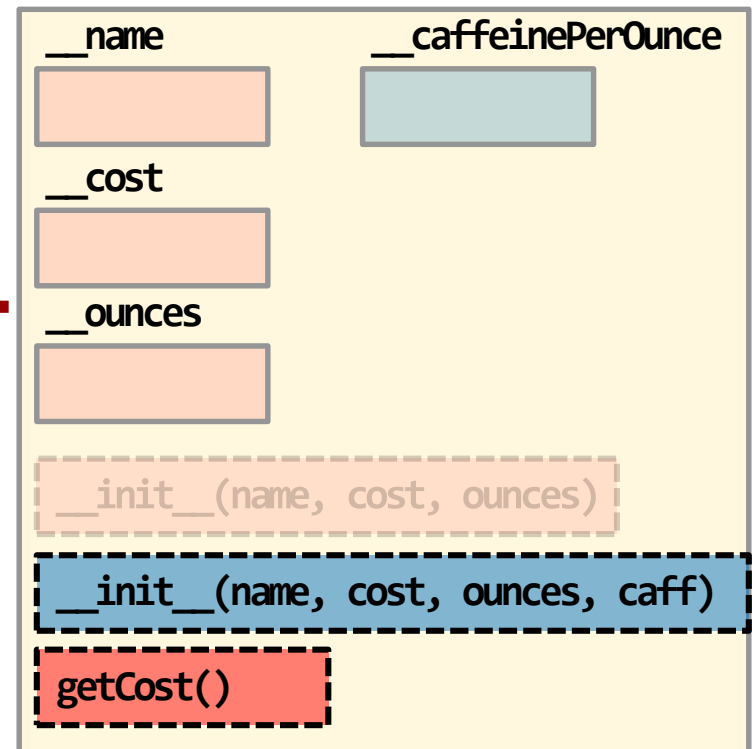 __name __caffeinePerOunce
__cost
__ounces
__init__(name, cost, ounces)
__init__(name, cost, ounces, caff)
getCost()